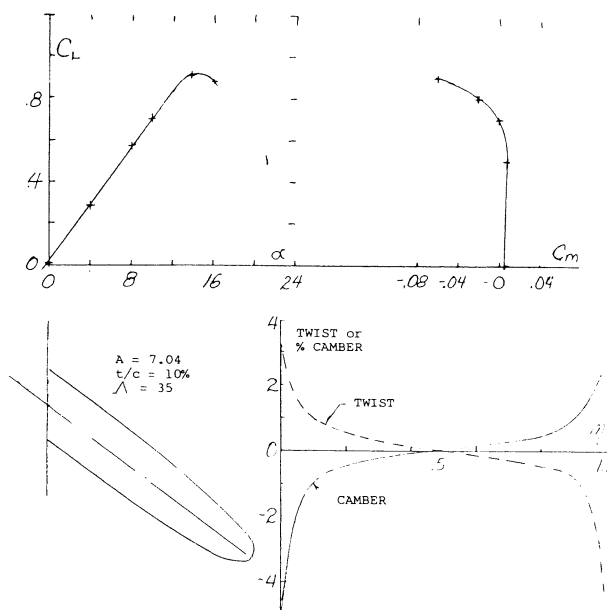 C_L
.8
.4
0
0 8 16 24
α
-.08 -.04 -0 0.04
C_m
A = 7.04
t/c = 10%
Λ = 35
4
2
0
-2
-4
TWIST or
% CAMBER
TWIST
.5
CAMBER